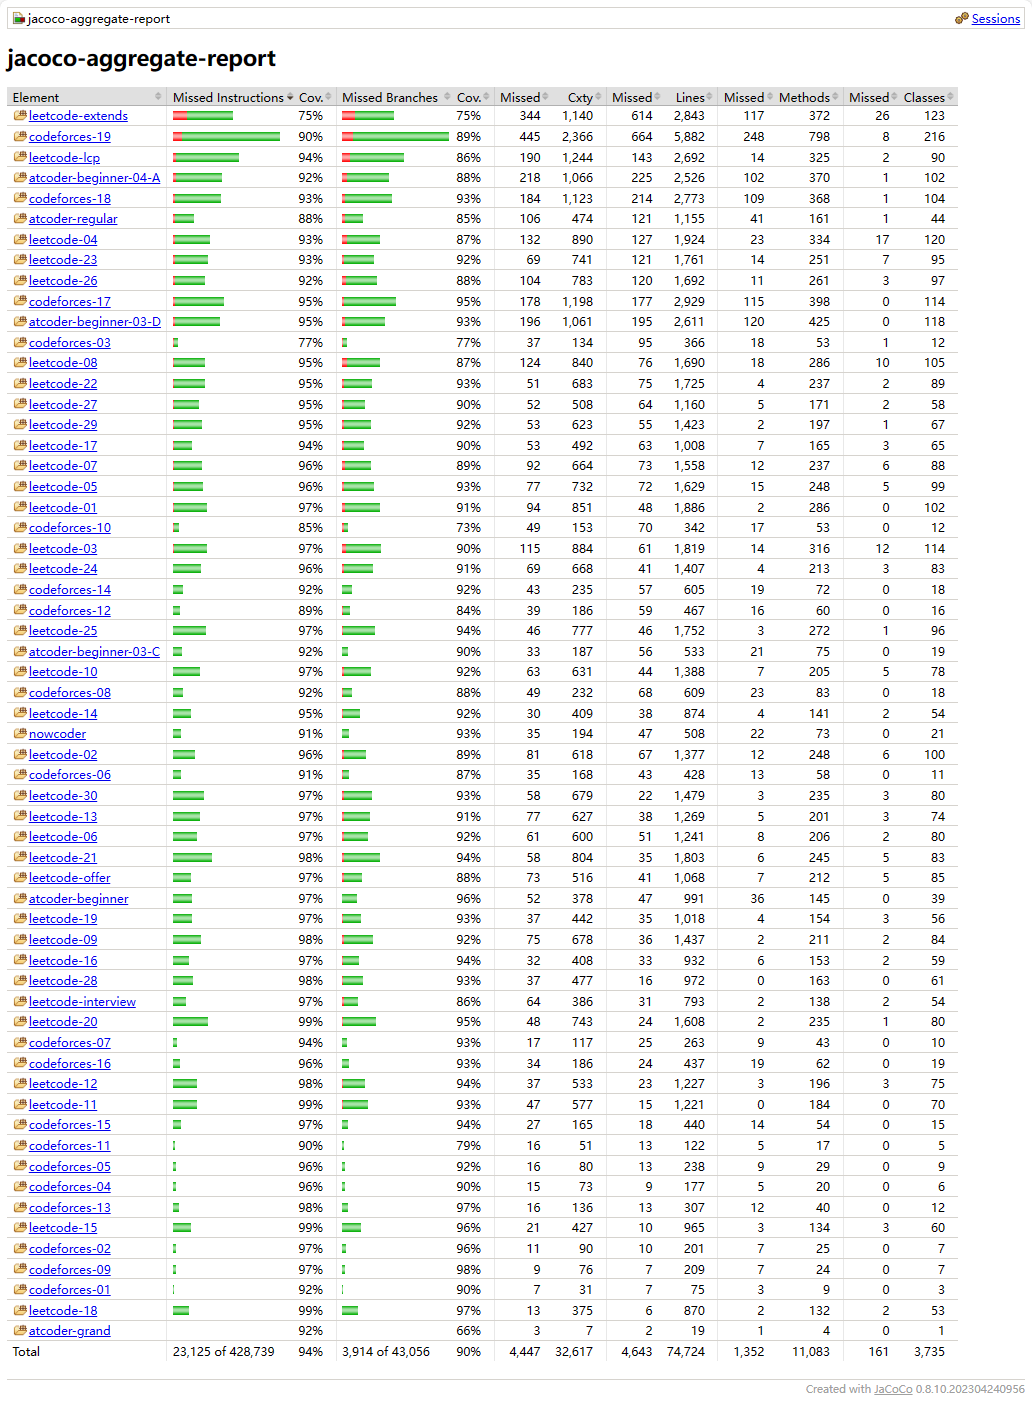 jacoco-aggregate-report Sessions
jacoco-aggregate-report
Element Missed Instructions Cov. Missed Branches Cov. Missed Cxty Missed Lines Missed Methods Missed Classes
leetcode-extends 75% 75% 344 1,140 614 2,843 117 372 26 123
codeforces-19 90% 89% 445 2,366 664 5,882 248 798 8 216
leetcode-lcp 94% 86% 190 1,244 143 2,692 14 325 2 90
atcoder-beginner-04-A 92% 88% 218 1,066 225 2,526 102 370 1 102
codeforces-18 93% 93% 184 1,123 214 2,773 109 368 1 104
atcoder-regular 88% 85% 106 474 121 1,155 41 161 1 44
leetcode-04 93% 87% 132 890 127 1,924 23 334 17 120
leetcode-23 93% 92% 69 741 121 1,761 14 251 7 95
leetcode-26 92% 88% 104 783 120 1,692 11 261 3 97
codeforces-17 95% 95% 178 1,198 177 2,929 115 398 0 114
atcoder-beginner-03-D 95% 93% 196 1,061 195 2,611 120 425 0 118
codeforces-03 77% 77% 37 134 95 366 18 53 1 12
leetcode-08 95% 87% 124 840 76 1,690 18 286 10 105
leetcode-22 95% 93% 51 683 75 1,725 4 237 2 89
leetcode-27 95% 90% 52 508 64 1,160 5 171 2 58
leetcode-29 95% 92% 53 623 55 1,423 2 197 1 67
leetcode-17 94% 90% 53 492 63 1,008 7 165 3 65
leetcode-07 96% 89% 92 664 73 1,558 12 237 6 88
leetcode-05 96% 93% 77 732 72 1,629 15 248 5 99
leetcode-01 97% 91% 94 851 48 1,886 2 286 0 102
codeforces-10 85% 73% 49 153 70 342 17 53 0 12
leetcode-03 97% 90% 115 884 61 1,819 14 316 12 114
leetcode-24 96% 91% 69 668 41 1,407 4 213 3 83
codeforces-14 92% 92% 43 235 57 605 19 72 0 18
codeforces-12 89% 84% 39 186 59 467 16 60 0 16
leetcode-25 97% 94% 46 777 46 1,752 3 272 1 96
atcoder-beginner-03-C 92% 90% 33 187 56 533 21 75 0 19
leetcode-10 97% 92% 63 631 44 1,388 7 205 5 78
codeforces-08 92% 88% 49 232 68 609 23 83 0 18
leetcode-14 95% 92% 30 409 38 874 4 141 2 54
nowcoder 91% 93% 35 194 47 508 22 73 0 21
leetcode-02 96% 89% 81 618 67 1,377 12 248 6 100
codeforces-06 91% 87% 35 168 43 428 13 58 0 11
leetcode-30 97% 93% 58 679 22 1,479 3 235 3 80
leetcode-13 97% 91% 77 627 38 1,269 5 201 3 74
leetcode-06 97% 92% 61 600 51 1,241 8 206 2 80
leetcode-21 98% 94% 58 804 35 1,803 6 245 5 83
leetcode-offer 97% 88% 73 516 41 1,068 7 212 5 85
atcoder-beginner 97% 96% 52 378 47 991 36 145 0 39
leetcode-19 97% 93% 37 442 35 1,018 4 154 3 56
leetcode-09 98% 92% 75 678 36 1,437 2 211 2 84
leetcode-16 97% 94% 32 408 33 932 6 153 2 59
leetcode-28 98% 93% 37 477 16 972 0 163 0 61
leetcode-interview 97% 86% 64 386 31 793 2 138 2 54
leetcode-20 99% 95% 48 743 24 1,608 2 235 1 80
codeforces-07 94% 93% 17 117 25 263 9 43 0 10
codeforces-16 96% 93% 34 186 24 437 19 62 0 19
leetcode-12 98% 94% 37 533 23 1,227 3 196 3 75
leetcode-11 99% 93% 47 577 15 1,221 0 184 0 70
codeforces-15 97% 94% 27 165 18 440 14 54 0 15
codeforces-11 90% 79% 16 51 13 122 5 17 0 5
codeforces-05 96% 92% 16 80 13 238 9 29 0 9
codeforces-04 96% 90% 15 73 9 177 5 20 0 6
codeforces-13 98% 97% 16 136 13 307 12 40 0 12
leetcode-15 99% 96% 21 427 10 965 3 134 3 60
codeforces-02 97% 96% 11 90 10 201 7 25 0 7
codeforces-09 97% 98% 9 76 7 209 7 24 0 7
codeforces-01 92% 90% 7 31 7 75 3 9 0 3
leetcode-18 99% 97% 13 375 6 870 2 132 2 53
atcoder-grand 92% 66% 3 7 2 19 1 4 0 1
Total 23,125 of 428,739 94% 3,914 of 43,056 90% 4,447 32,617 4,643 74,724 1,352 11,083 161 3,735
Created with JaCoCo 0.8.10.202304240956